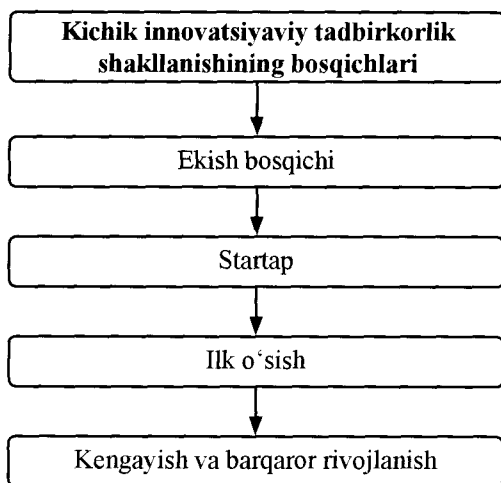 Kichik innovatsiyaviy tadbirkorlik
shakllanishining bosqichlari
Ekish bosqichi
Startap
Ilk o‘sish
Kengayish va barqaror rivojlanish